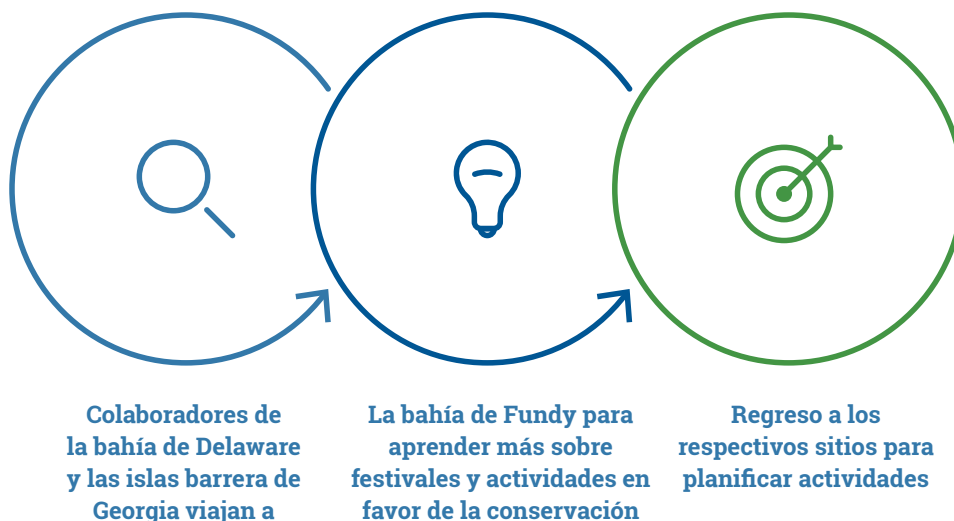 Colaboradores de
la bahía de Delaware
y las islas barrera de
Georgia viajan a
La bahía de Fundy para
aprender más sobre
festivales y actividades en
favor de la conservación
Regreso a los
respectivos sitios para
planificar actividades